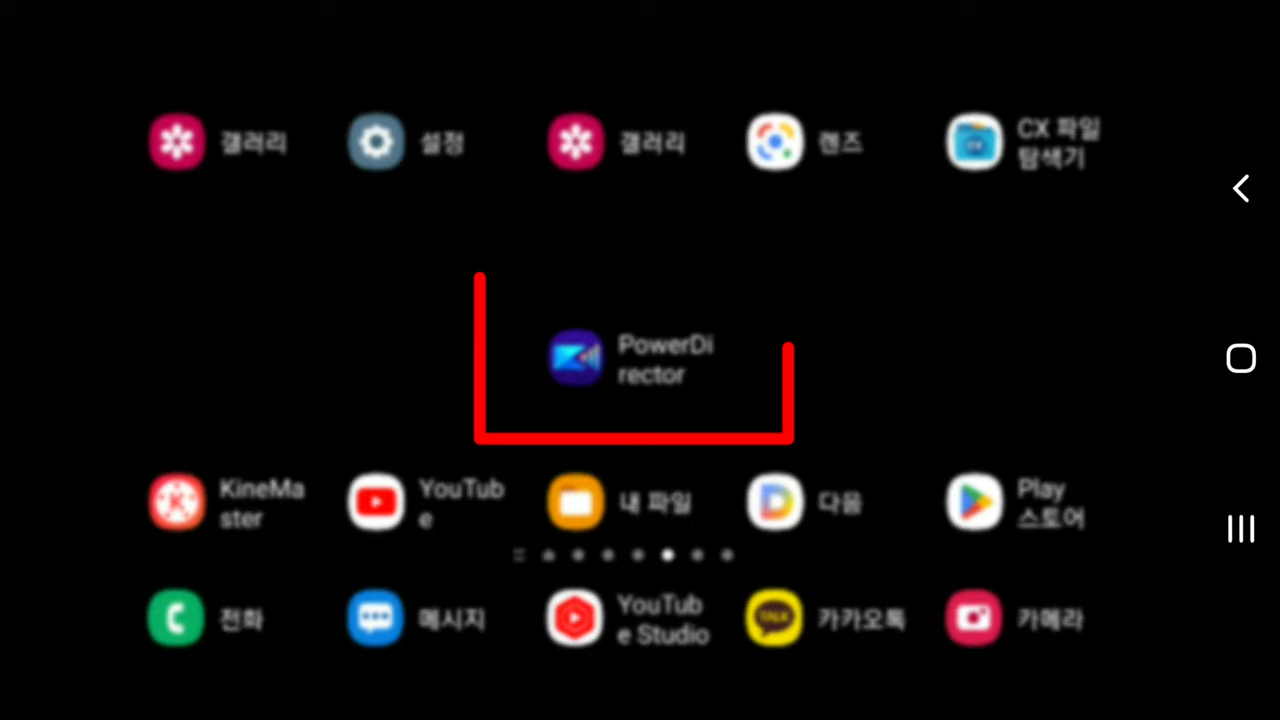 갤러리
설정
갤러리
렌즈
CX 파일
탐색기
PowerDi
rector
KineMa
ster
YouTub
e
내 파일
다음
Play
스토어
전화
메시지
YouTub
e Studio
TALK
카카오톡
카메라